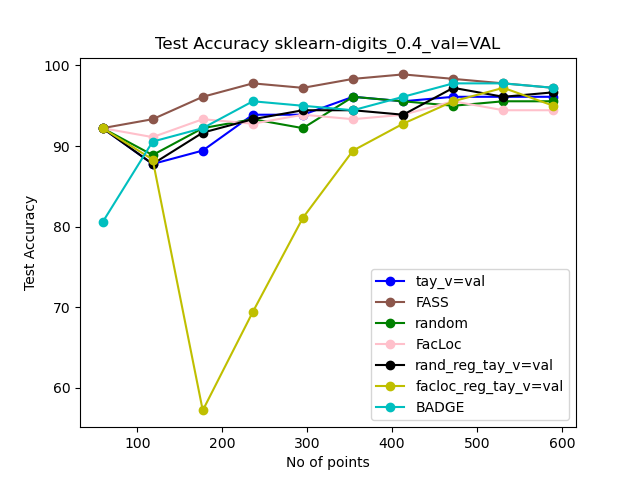 Test Accuracy sklearn-digits_0.4_val=VAL
100
90
80
70
60
Test Accuracy
100
200
300
400
500
600
No of points
tay_v=val
FASS
random
FacLoc
rand_reg_tay_v=val
facloc_reg_tay_v=val
BADGE